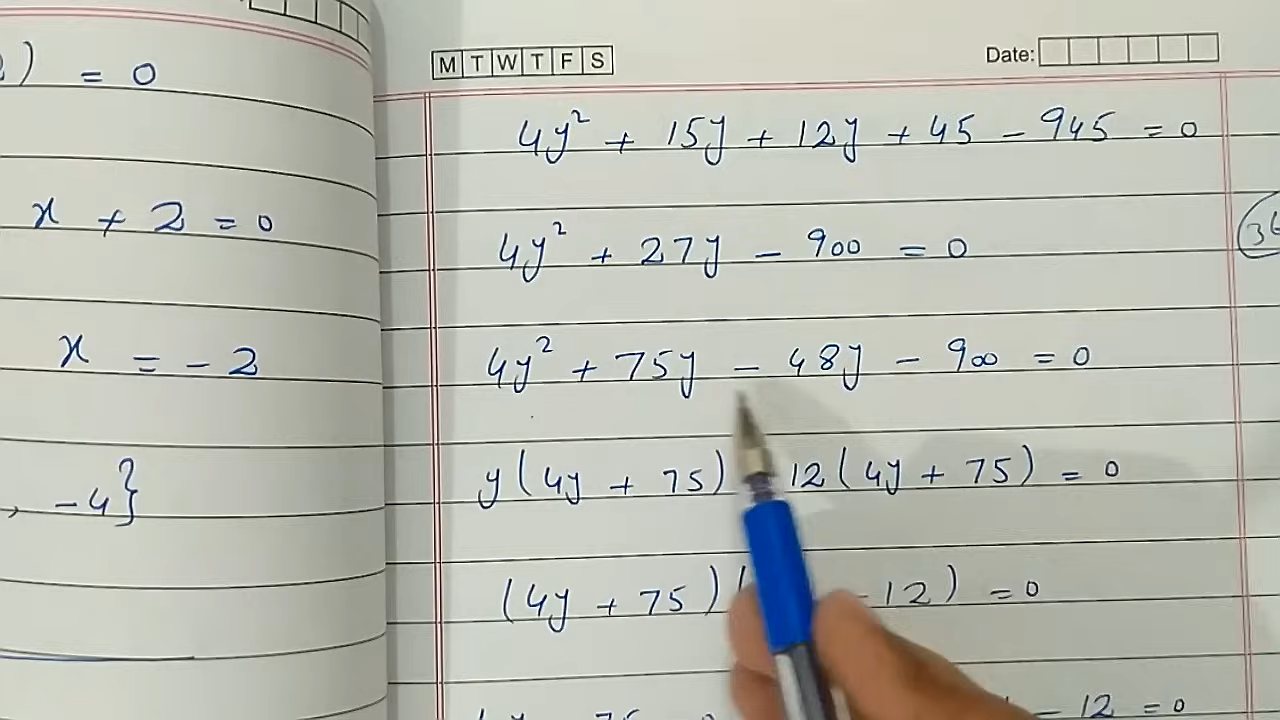 ) = 0
x + 2 = 0
x = - 2
, -4}
M T W T F S
Date:
4y² + 15y + 12y + 45 - 945 = 0
4y² + 27y - 900 = 0
4y² + 75y - 48y - 900 = 0
y(4y + 75) 12(4y + 75) = 0
(4y + 75)( - 12) = 0
- 12 = 0